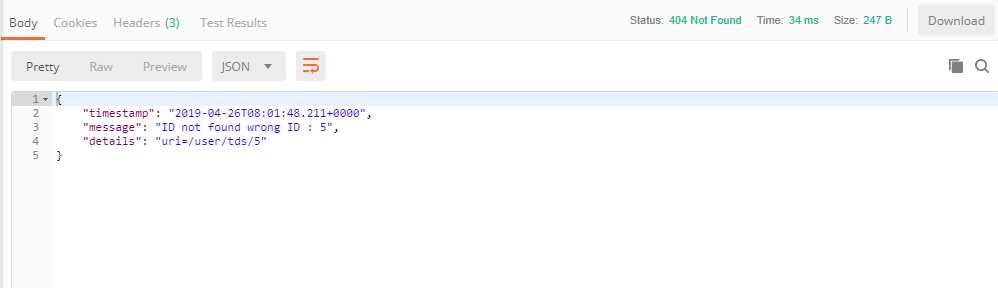 Body Cookies Headers (3) Test Results Status: 404 Not Found Time: 34 ms Size: 247 B Download
Pretty Raw Preview JSON
1 {
2 "timestamp": "2019-04-26T08:01:48.211+0000",
3 "message": "ID not found wrong ID : 5",
4 "details": "uri=/user/tds/5"
5 }